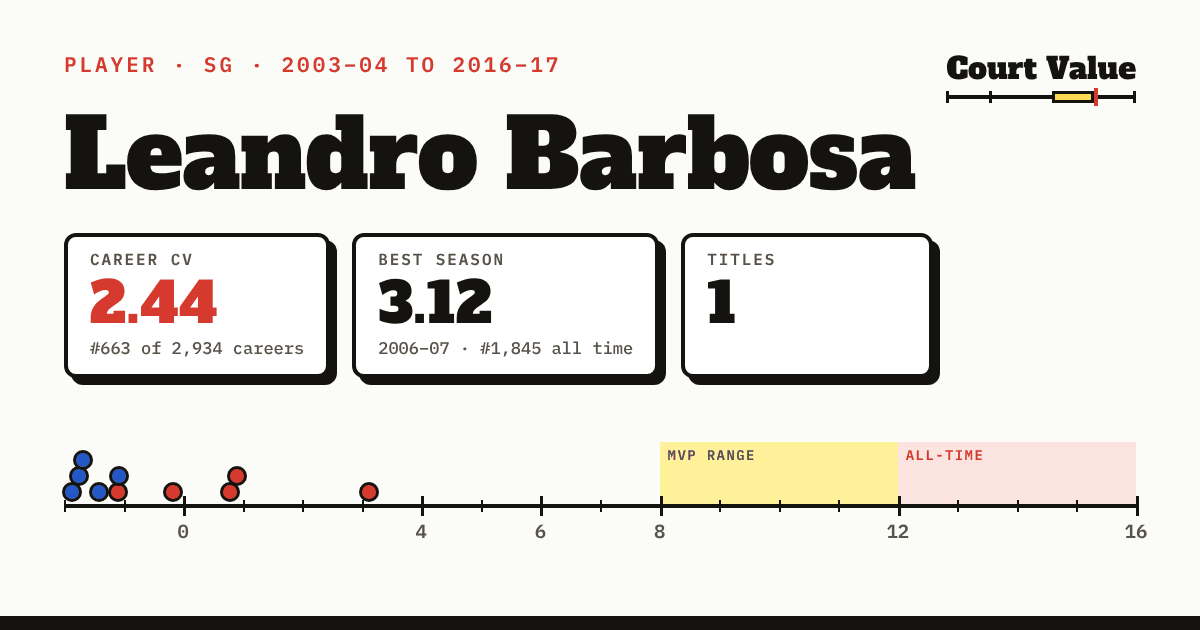 PLAYER · SG · 2003–04 TO 2016–17
Court Value
Leandro Barbosa
CAREER CV
2.44
#663 of 2,934 careers
BEST SEASON
3.12
2006–07 · #1,845 all time
TITLES
1
MVP RANGE
ALL-TIME
0 4 6 8 12 16